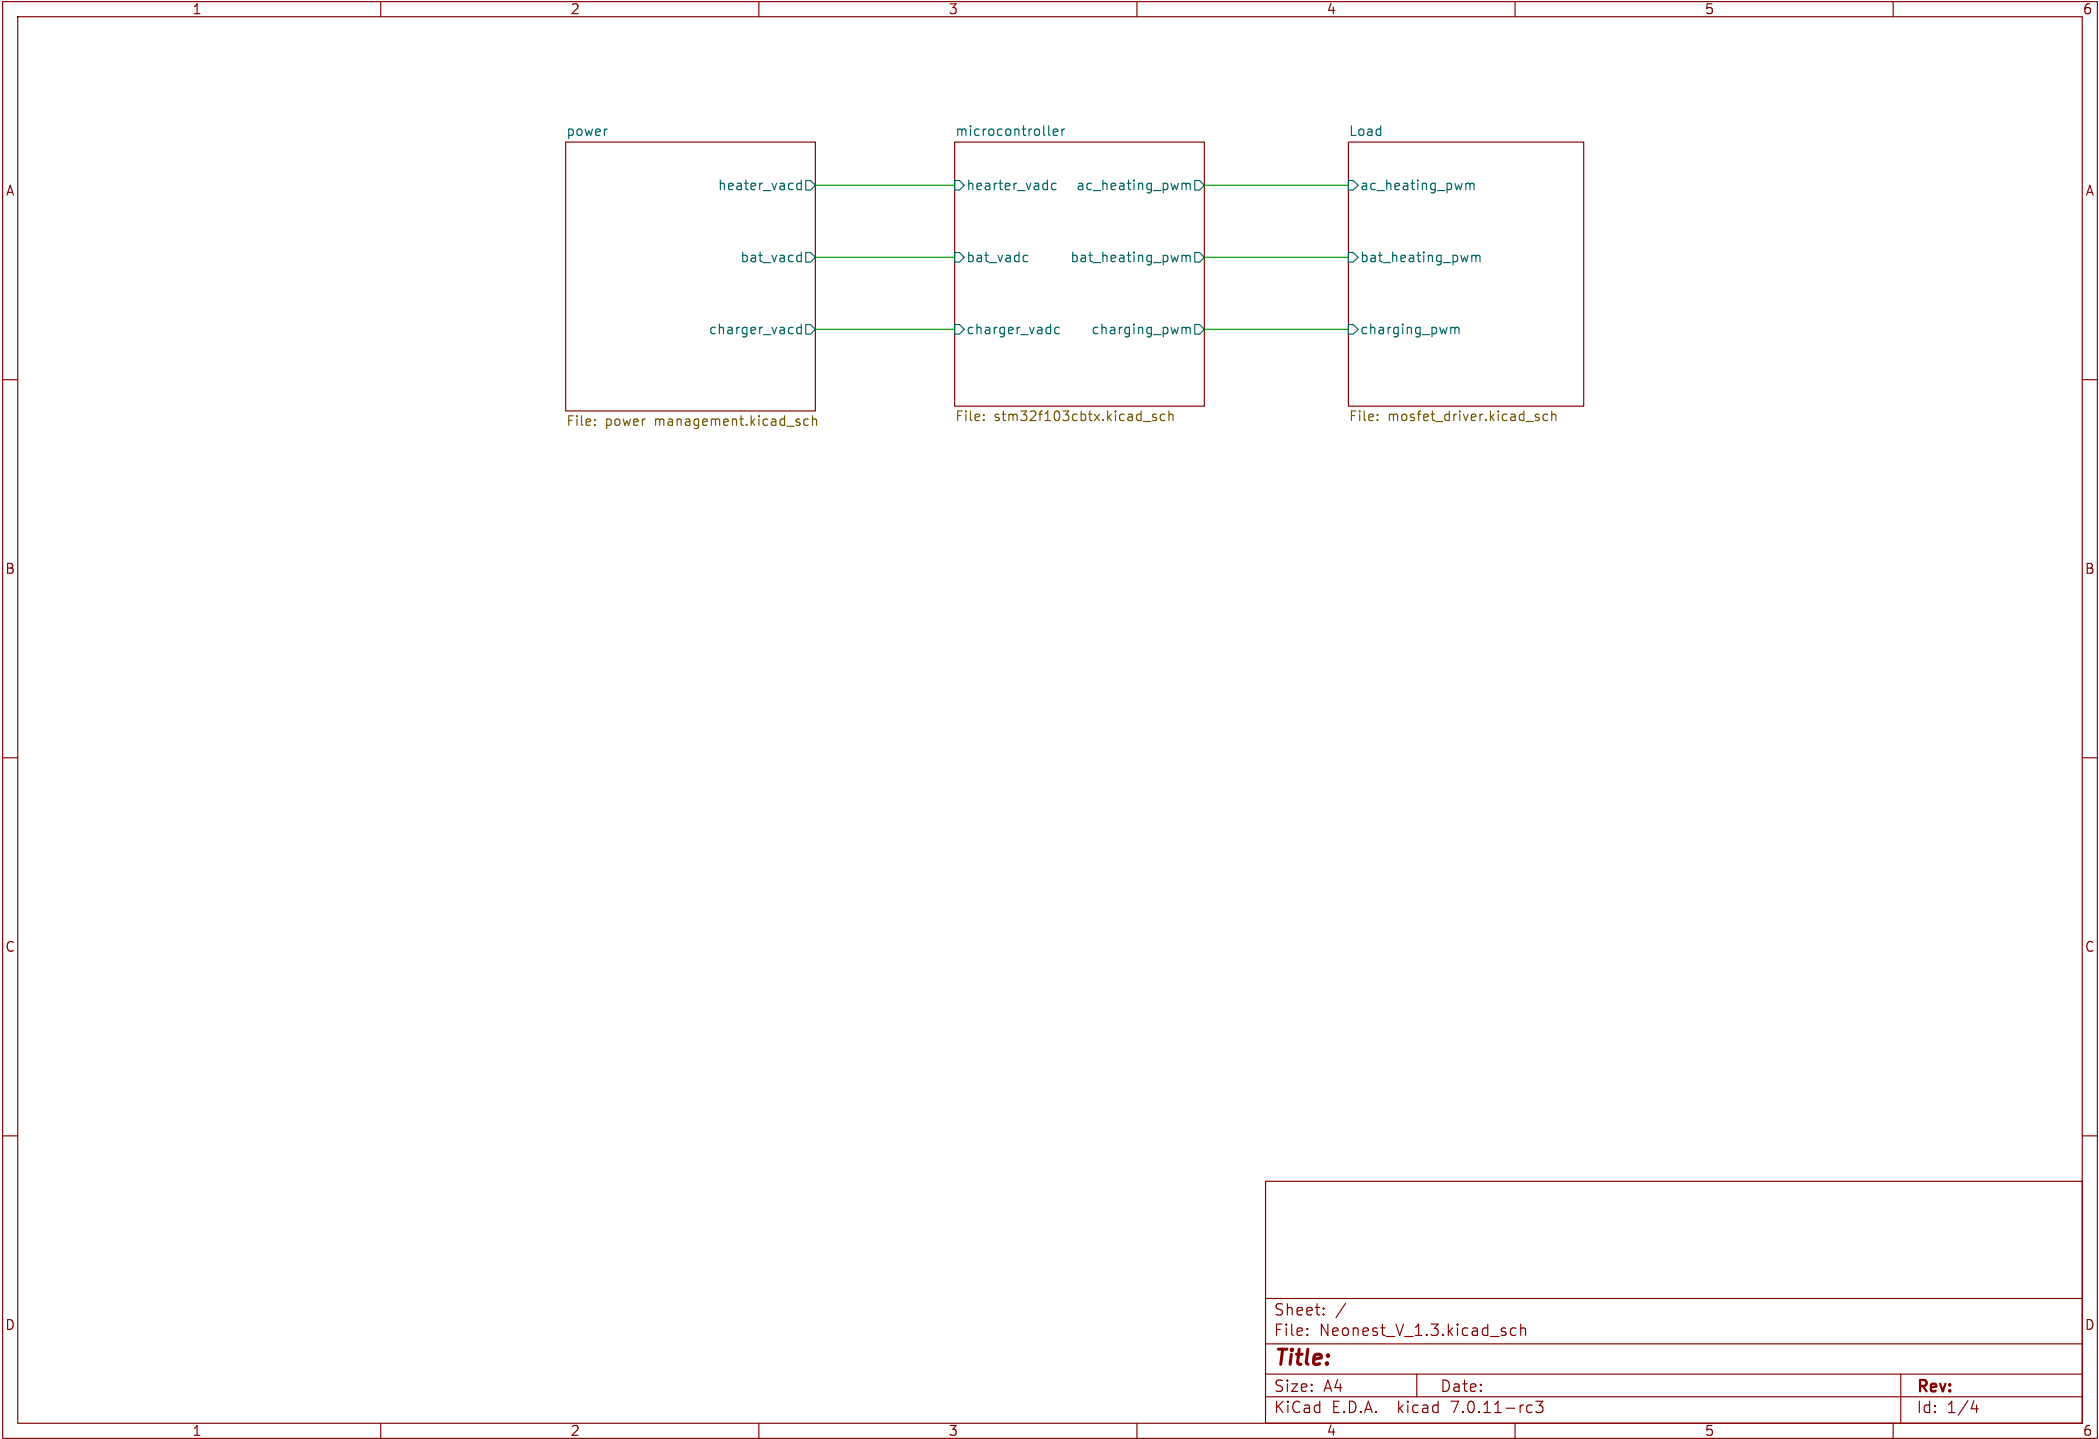 1 2 3 4 5 6
power microcontroller Load
A heater_vacd hearter_vadc ac_heating_pwm ac_heating_pwm A
bat_vacd bat_vadc bat_heating_pwm bat_heating_pwm
charger_vacd charger_vadc charging_pwm charging_pwm
File: power management.kicad_sch File: stm32f103cbtx.kicad_sch File: mosfet_driver.kicad_sch
B B
C C
Sheet: /
D File: Neonest_V_1.3.kicad_sch D
Title:
Size: A4 Date: Rev:
KiCad E.D.A. kicad 7.0.11-rc3 Id: 1/4
1 2 3 4 5 6